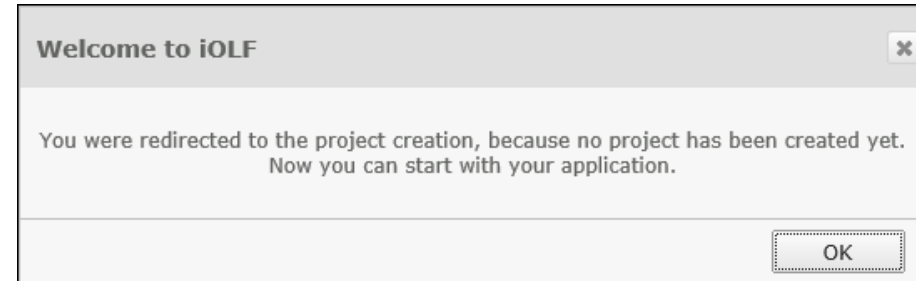 Welcome to iOLF
You were redirected to the project creation, because no project has been created yet.
Now you can start with your application.
OK